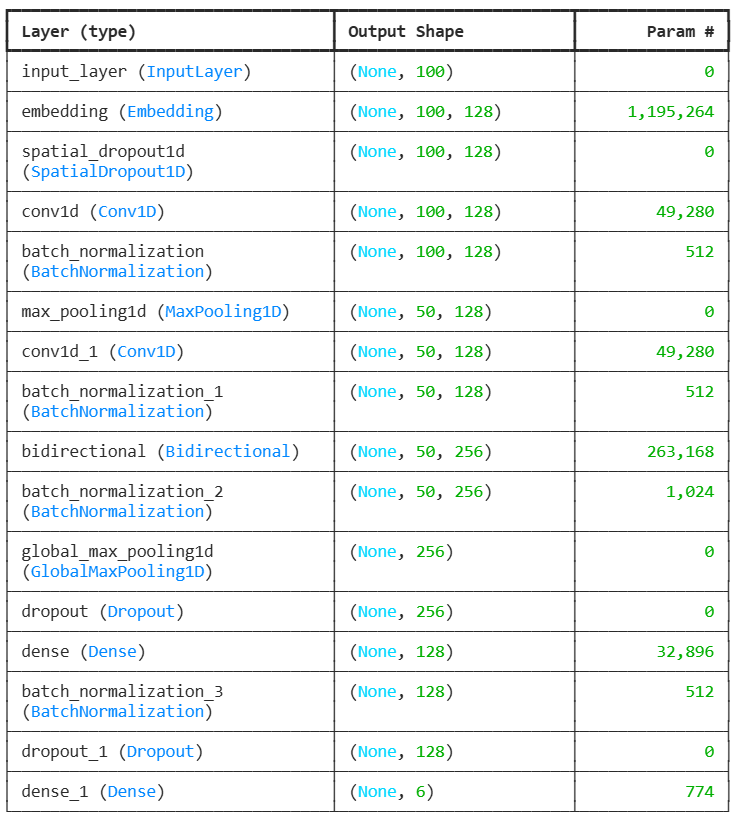 Layer (type) Output Shape Param #
input_layer (InputLayer) (None, 100) 0
embedding (Embedding) (None, 100, 128) 1,195,264
spatial_dropout1d (None, 100, 128) 0
(SpatialDropout1D)
conv1d (Conv1D) (None, 100, 128) 49,280
batch_normalization (None, 100, 128) 512
(BatchNormalization)
max_pooling1d (MaxPooling1D) (None, 50, 128) 0
conv1d_1 (Conv1D) (None, 50, 128) 49,280
batch_normalization_1 (None, 50, 128) 512
(BatchNormalization)
bidirectional (Bidirectional) (None, 50, 256) 263,168
batch_normalization_2 (None, 50, 256) 1,024
(BatchNormalization)
global_max_pooling1d (None, 256) 0
(GlobalMaxPooling1D)
dropout (Dropout) (None, 256) 0
dense (Dense) (None, 128) 32,896
batch_normalization_3 (None, 128) 512
(BatchNormalization)
dropout_1 (Dropout) (None, 128) 0
dense_1 (Dense) (None, 6) 774